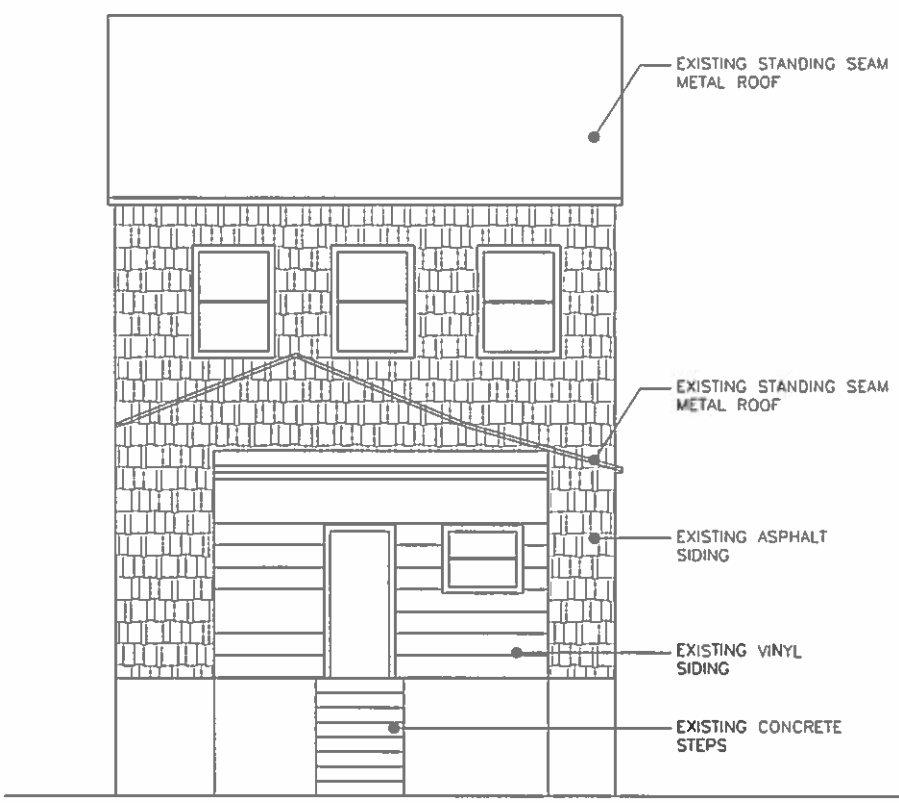 EXISTING STANDING SEAM
METAL ROOF
EXISTING STANDING SEAM
METAL ROOF
EXISTING ASPHALT
SIDING
EXISTING VINYL
SIDING
EXISTING CONCRETE
STEPS